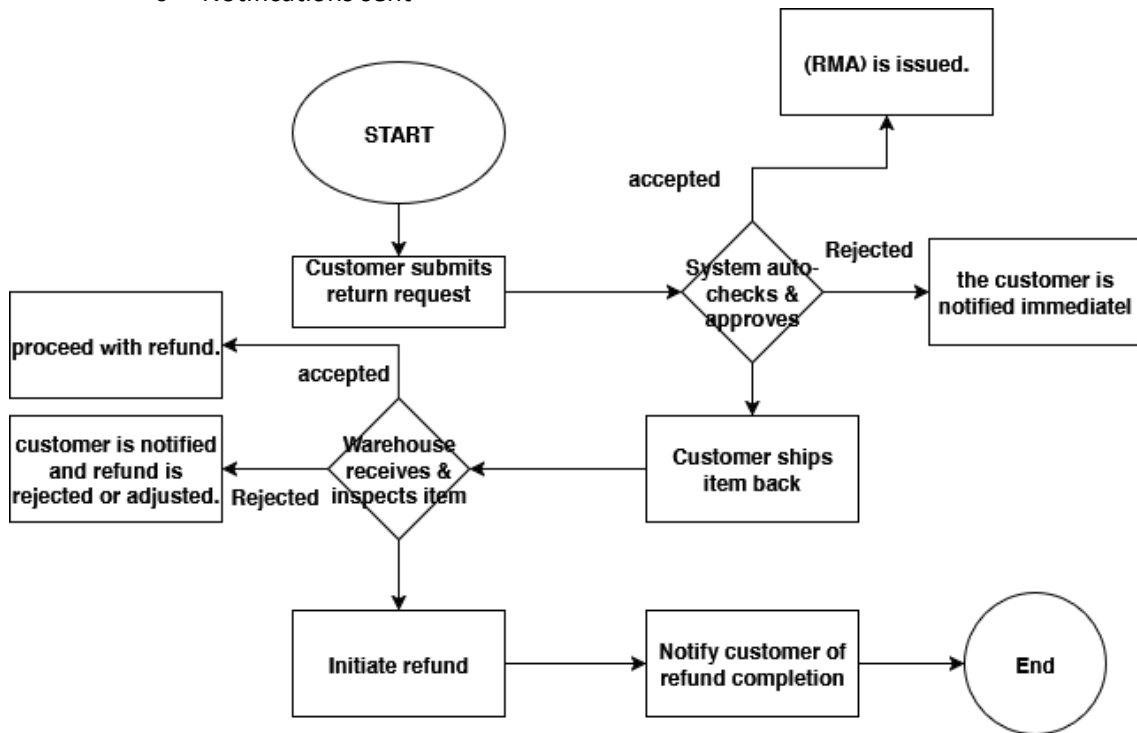 Notifications sent
(RMA) is issued.
START
accepted
Rejected
System auto-
checks &
approves
Customer submits
return request
the customer is
notified immediatel
proceed with refund.
accepted
customer is notified
and refund is
rejected or adjusted.
Rejected
Warehouse
receives &
inspects item
Customer ships
item back
Initiate refund
Notify customer of
refund completion
End